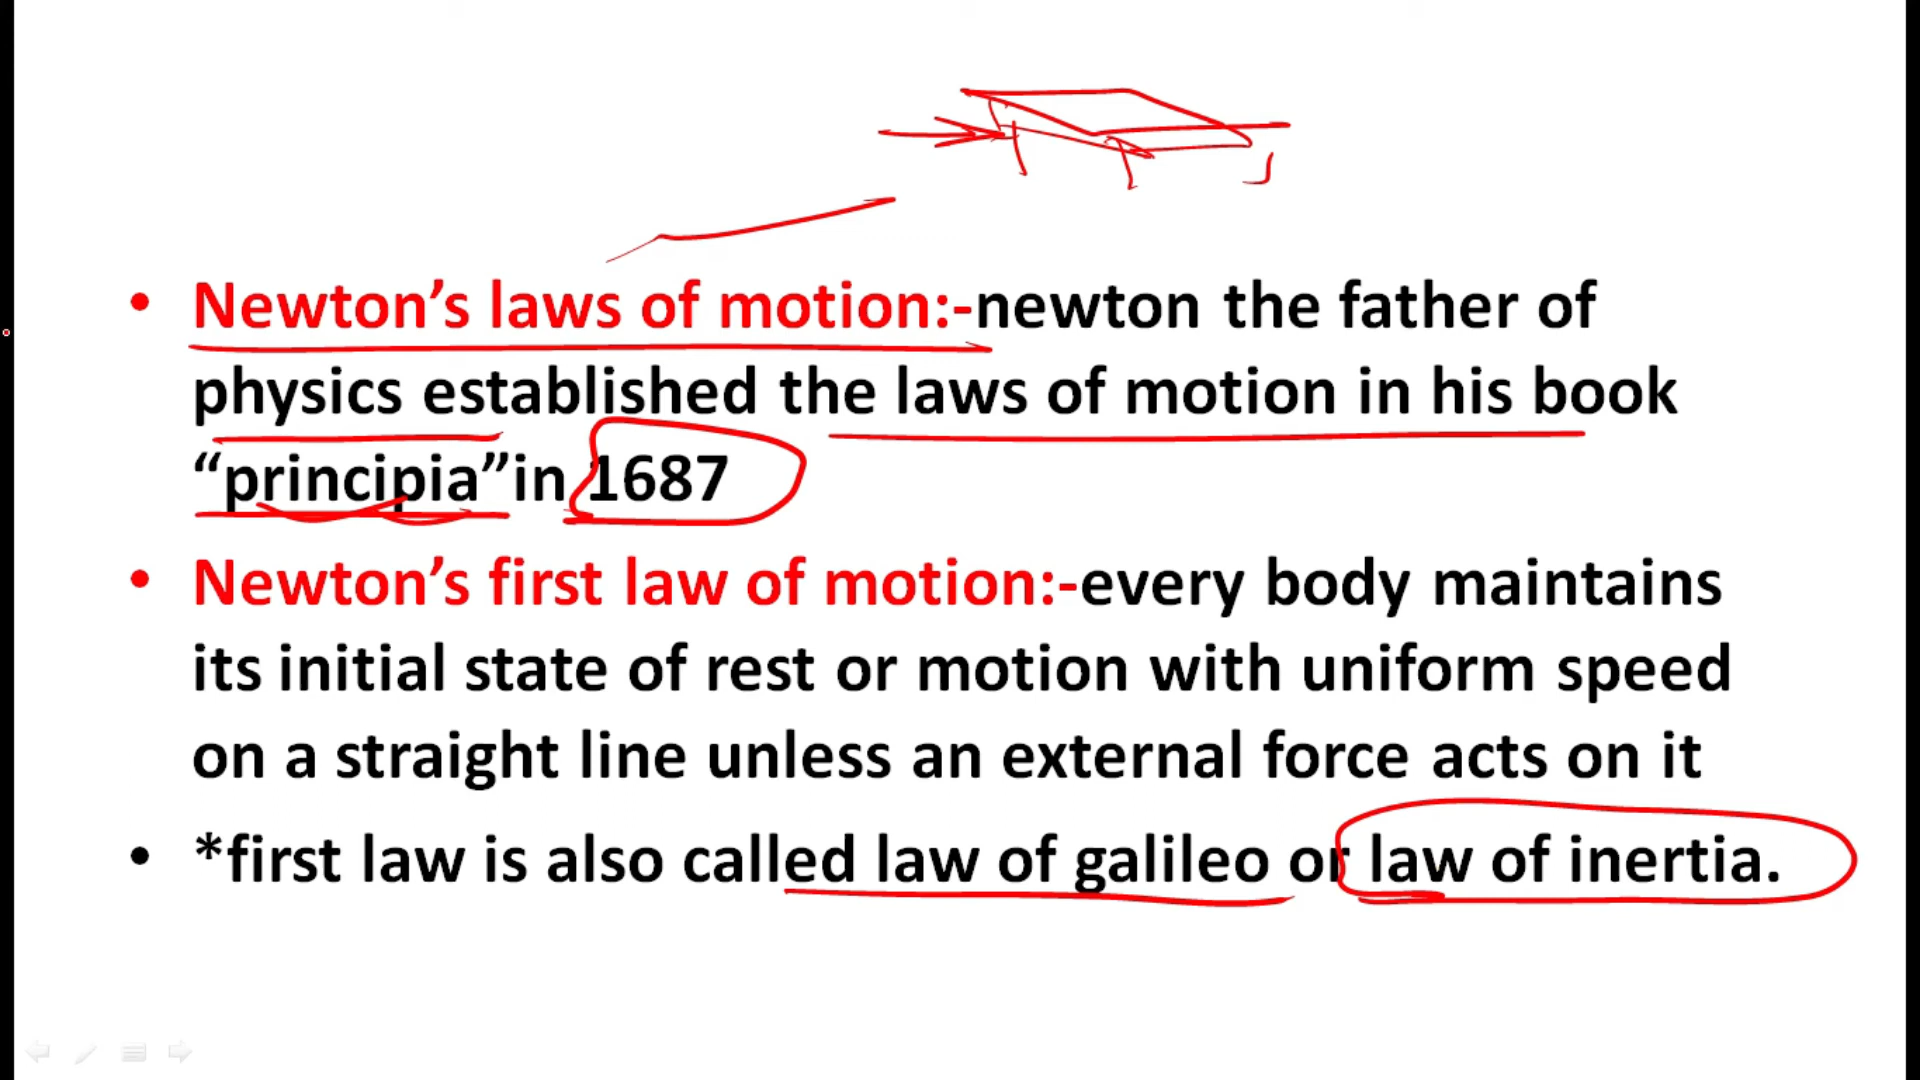 • Newton’s laws of motion:-newton the father of
physics established the laws of motion in his book
“principia”in 1687
• Newton’s first law of motion:-every body maintains
its initial state of rest or motion with uniform speed
on a straight line unless an external force acts on it
• *first law is also called law of galileo or law of inertia.